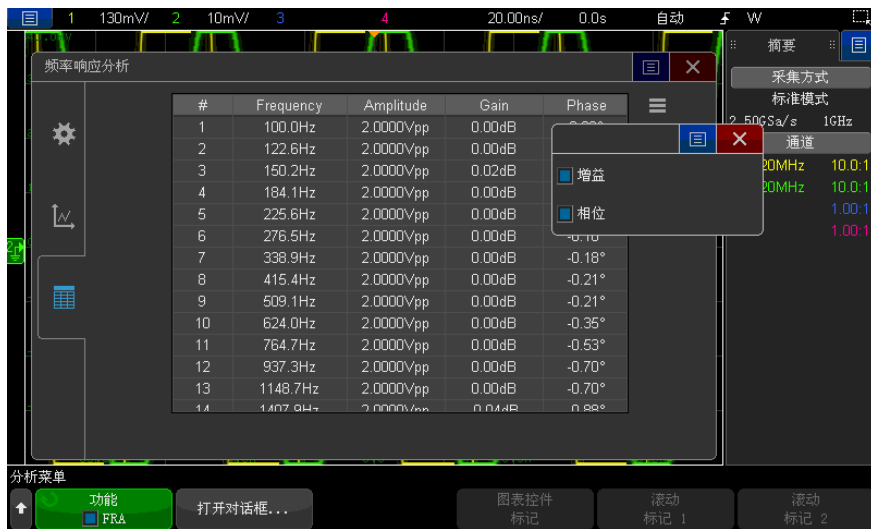 1 130mV/ 2 10mV/ 3 4 20.00ns/ 0.0s 自动 W
频率响应分析
摘要
采集方式
标准模式
2.50GSa/s 1GHz
通道
20MHz 10.0:1
20MHz 10.0:1
1.00:1
1.00:1
# Frequency Amplitude Gain Phase
1 100.0Hz 2.0000Vpp 0.00dB
2 122.6Hz 2.0000Vpp 0.00dB
3 150.2Hz 2.0000Vpp 0.02dB
4 184.1Hz 2.0000Vpp 0.00dB
5 225.6Hz 2.0000Vpp 0.00dB
6 276.5Hz 2.0000Vpp 0.00dB
7 338.9Hz 2.0000Vpp 0.00dB -0.18°
8 415.4Hz 2.0000Vpp 0.00dB -0.21°
9 509.1Hz 2.0000Vpp 0.00dB -0.21°
10 624.0Hz 2.0000Vpp 0.00dB -0.35°
11 764.7Hz 2.0000Vpp 0.00dB -0.53°
12 937.3Hz 2.0000Vpp 0.00dB -0.70°
13 1148.7Hz 2.0000Vpp 0.00dB -0.70°
14 1407.9Hz 2.0000Vpp
增益
相位
分析菜单
功能
FRA
打开对话框...
图表控件
标记
滚动
标记 1
滚动
标记 2